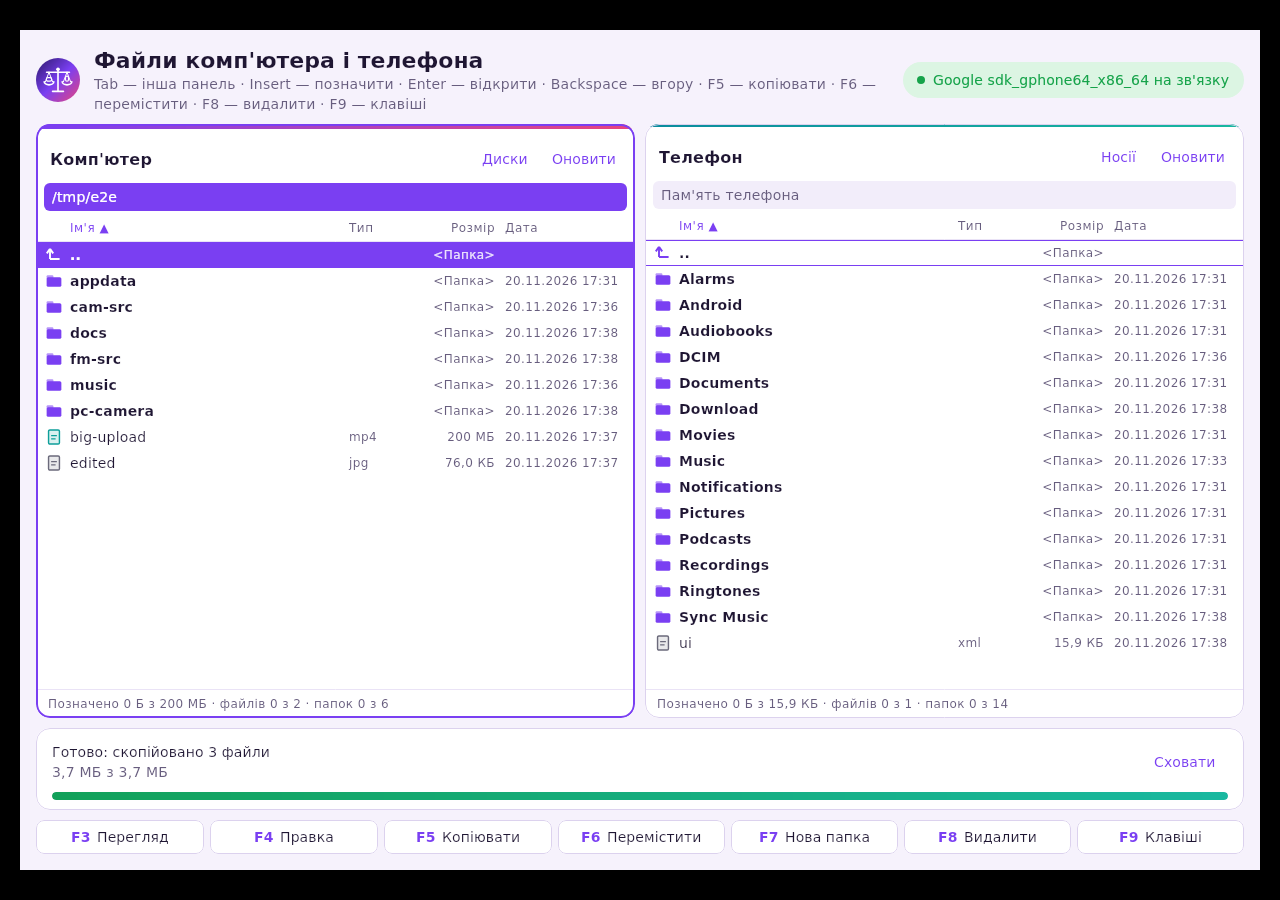 Файли комп'ютера і телефона
Tab — інша панель · Insert — позначити · Enter — відкрити · Backspace — вгору · F5 — копіювати · F6 —
перемістити · F8 — видалити · F9 — клавіші
Google sdk_gphone64_x86_64 на зв'язку
Комп'ютер Диски Оновити
/tmp/e2e
Ім'я ▲ Тип Розмір Дата
.. <Папка>
appdata <Папка> 20.11.2026 17:31
cam-src <Папка> 20.11.2026 17:36
docs <Папка> 20.11.2026 17:38
fm-src <Папка> 20.11.2026 17:38
music <Папка> 20.11.2026 17:36
pc-camera <Папка> 20.11.2026 17:38
big-upload mp4 200 МБ 20.11.2026 17:37
edited jpg 76,0 КБ 20.11.2026 17:37
Позначено 0 Б з 200 МБ · файлів 0 з 2 · папок 0 з 6
Телефон Носії Оновити
Пам'ять телефона
Ім'я ▲ Тип Розмір Дата
.. <Папка>
Alarms <Папка> 20.11.2026 17:31
Android <Папка> 20.11.2026 17:31
Audiobooks <Папка> 20.11.2026 17:31
DCIM <Папка> 20.11.2026 17:36
Documents <Папка> 20.11.2026 17:31
Download <Папка> 20.11.2026 17:38
Movies <Папка> 20.11.2026 17:31
Music <Папка> 20.11.2026 17:33
Notifications <Папка> 20.11.2026 17:31
Pictures <Папка> 20.11.2026 17:31
Podcasts <Папка> 20.11.2026 17:31
Recordings <Папка> 20.11.2026 17:31
Ringtones <Папка> 20.11.2026 17:31
Sync Music <Папка> 20.11.2026 17:38
ui xml 15,9 КБ 20.11.2026 17:38
Позначено 0 Б з 15,9 КБ · файлів 0 з 1 · папок 0 з 14
Готово: скопійовано 3 файли
3,7 МБ з 3,7 МБ
Сховати
F3 Перегляд F4 Правка F5 Копіювати F6 Перемістити F7 Нова папка F8 Видалити F9 Клавіші